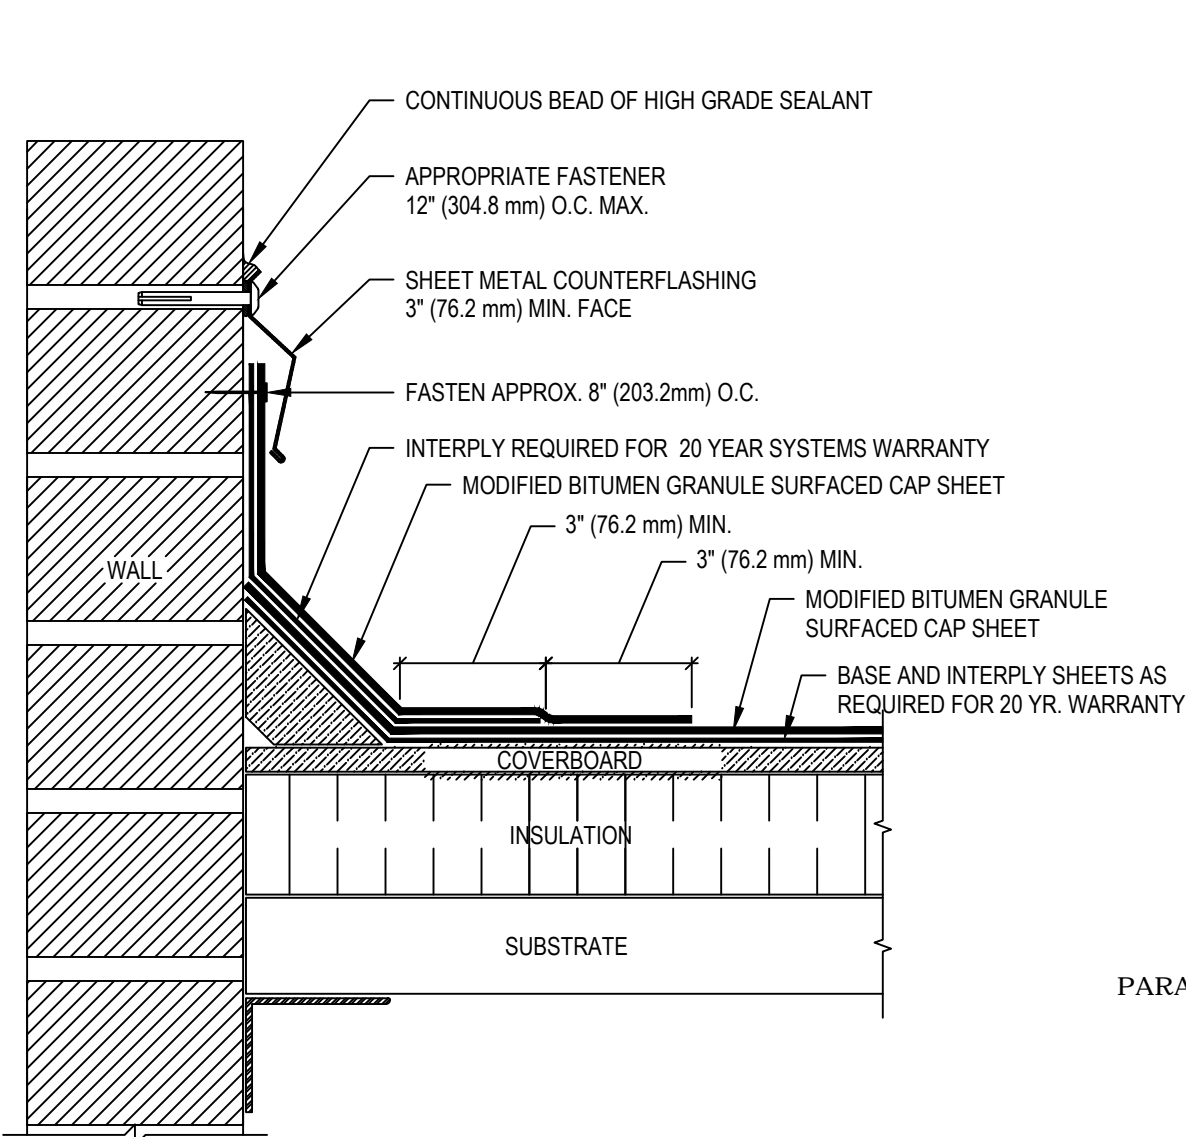 CONTINUOUS BEAD OF HIGH GRADE SEALANT
APPROPRIATE FASTENER
12" (304.8 mm) O.C. MAX.
SHEET METAL COUNTERFLASHING
3" (76.2 mm) MIN. FACE
FASTEN APPROX. 8" (203.2mm) O.C.
INTERPLY REQUIRED FOR 20 YEAR SYSTEMS WARRANTY
MODIFIED BITUMEN GRANULE SURFACED CAP SHEET
3" (76.2 mm) MIN.
3" (76.2 mm) MIN.
WALL
MODIFIED BITUMEN GRANULE
SURFACED CAP SHEET
BASE AND INTERPLY SHEETS AS
REQUIRED FOR 20 YR. WARRANTY
COVERBOARD
INSULATION
SUBSTRATE
PARA